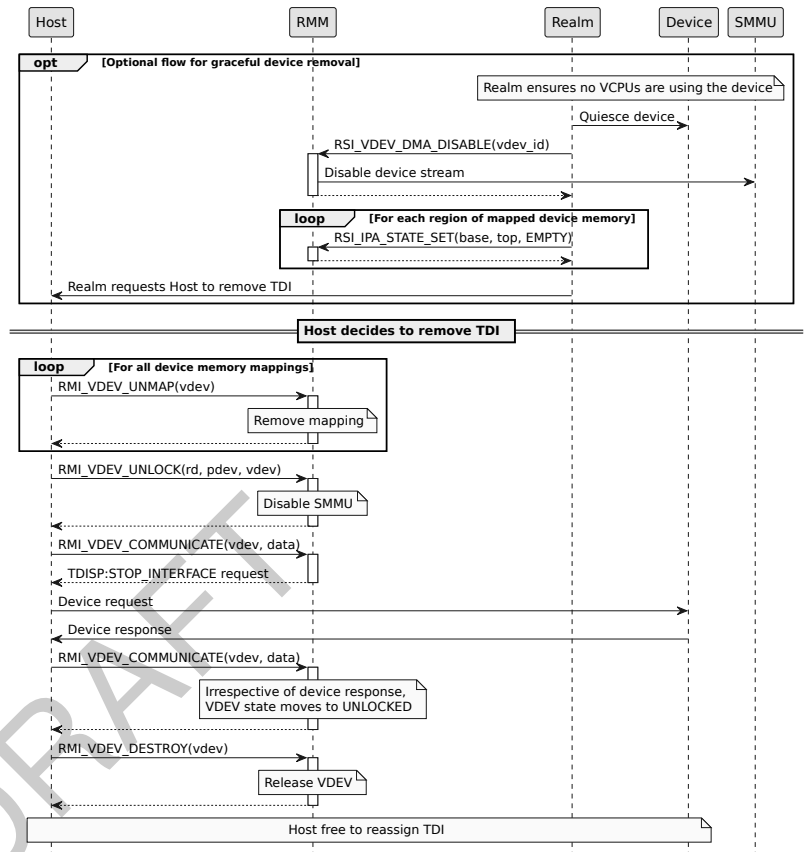 Host RMM Realm Device SMMU
opt [Optional flow for graceful device removal]
Realm ensures no VCPUs are using the device
Quiesce device
RSI_VDEV_DMA_DISABLE(vdev_id)
Disable device stream
loop [For each region of mapped device memory]
RSI_IPA_STATE_SET(base, top, EMPTY)
Realm requests Host to remove TDI
Host decides to remove TDI
loop [For all device memory mappings]
RMI_VDEV_UNMAP(vdev)
Remove mapping
RMI_VDEV_UNLOCK(rd, pdev, vdev)
Disable SMMU
RMI_VDEV_COMMUNICATE(vdev, data)
TDISP:STOP_INTERFACE request
Device request
Device response
RMI_VDEV_COMMUNICATE(vdev, data)
Irrespective of device response,
VDEV state moves to UNLOCKED
RMI_VDEV_DESTROY(vdev)
Release VDEV
Host free to reassign TDI
DRAFT